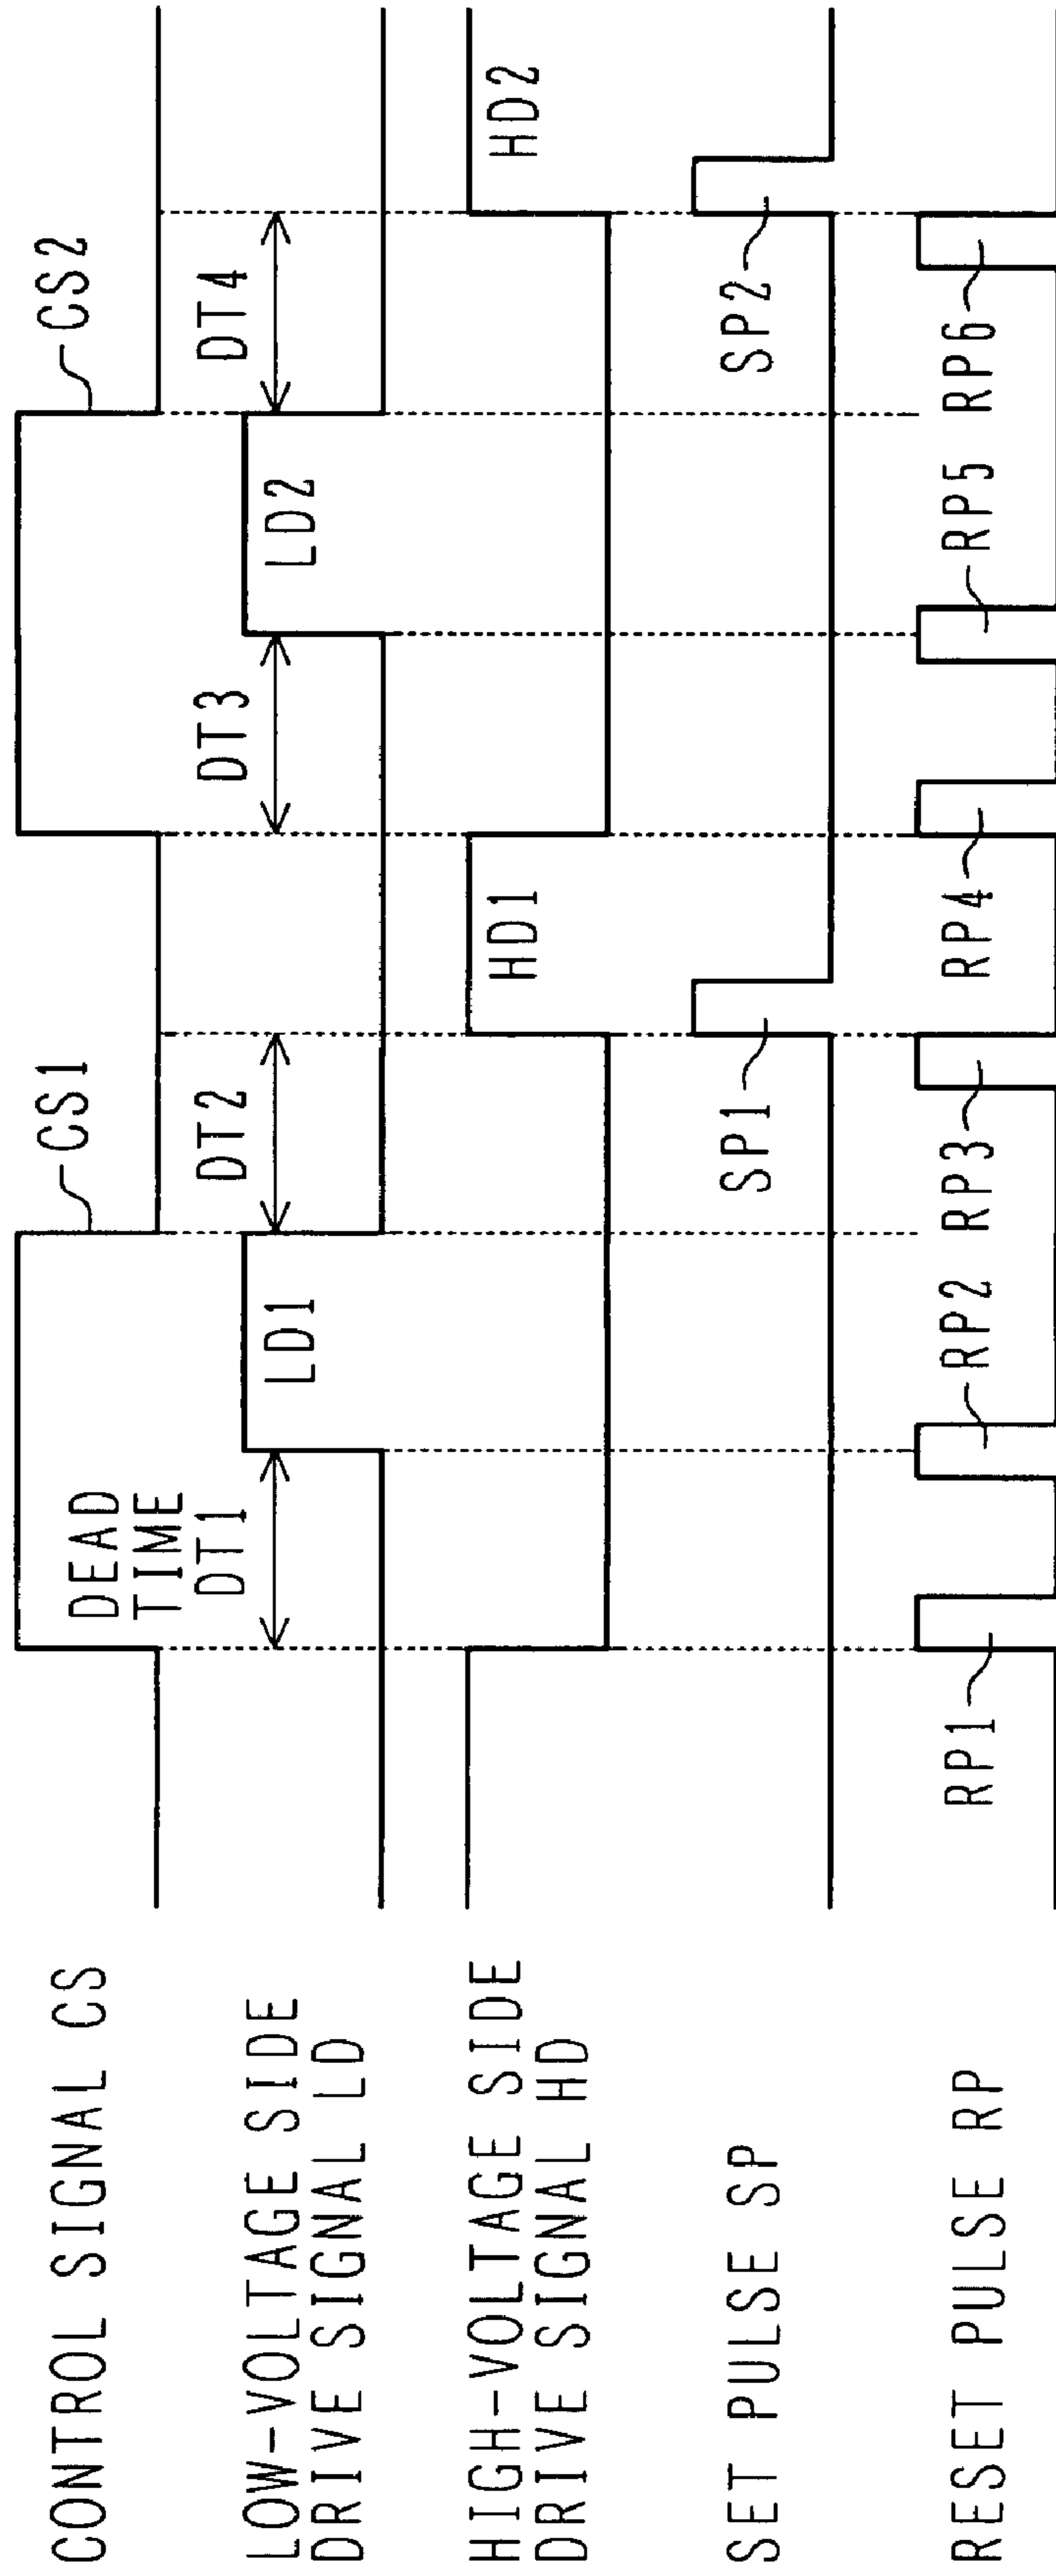 CONTROL SIGNAL CS
CS1
CS2
LOW-VOLTAGE SIDE
DRIVE SIGNAL LD
DEAD
TIME
DT1
LD1
DT2
DT3
LD2
DT4
HIGH-VOLTAGE SIDE
DRIVE SIGNAL HD
HD1
HD2
SET PULSE SP
SP1
SP2
RESET PULSE RP
RP1
RP2
RP3
RP4
RP5
RP6